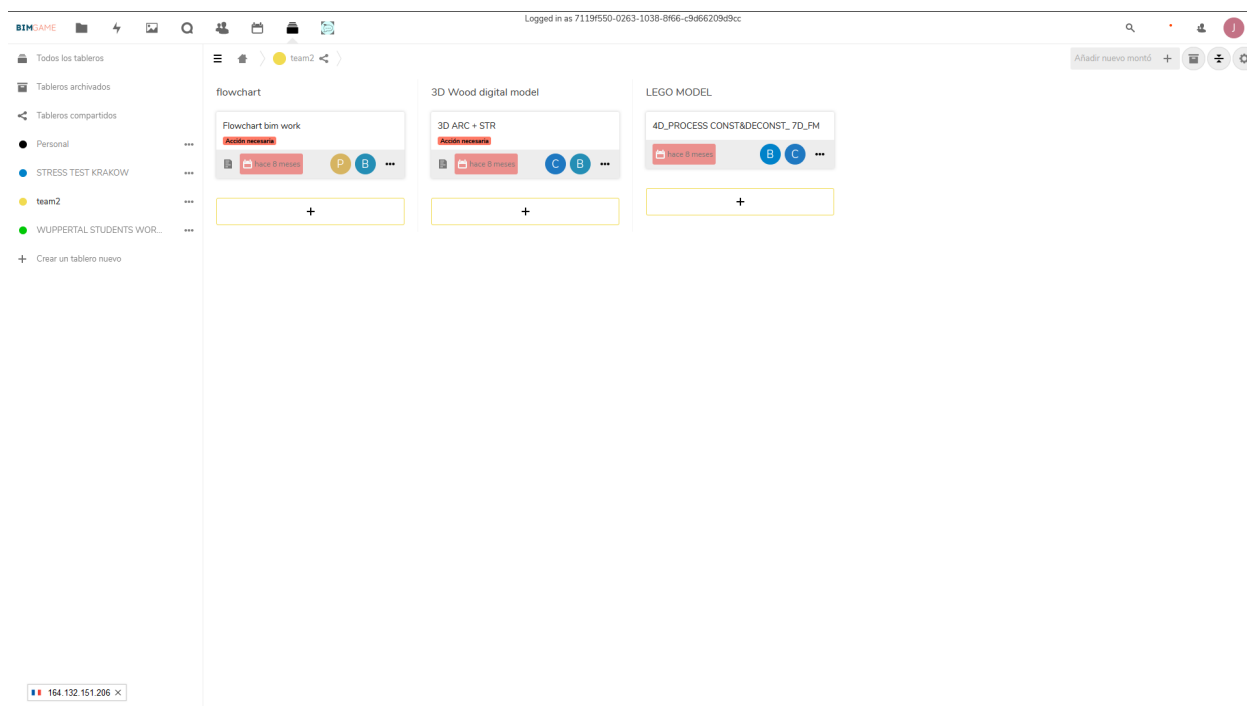 Logged in as 7119f550-0263-1038-8f66-c9d66209d9cc
BIMGAME
J
Todos los tableros
Tableros archivados
Tableros compartidos
Personal
STRESS TEST KRAKOW
team2
WUPPERTAL STUDENTS WOR...
Crear un tablero nuevo
team2
Añadir nuevo montó
flowchart
Flowchart bim work
Acción necesaria
hace 8 meses
P
B
3D Wood digital model
3D ARC + STR
Acción necesaria
hace 8 meses
C
B
LEGO MODEL
4D_PROCESS CONST&DECONST_ 7D_FM
hace 8 meses
B
C
164.132.151.206